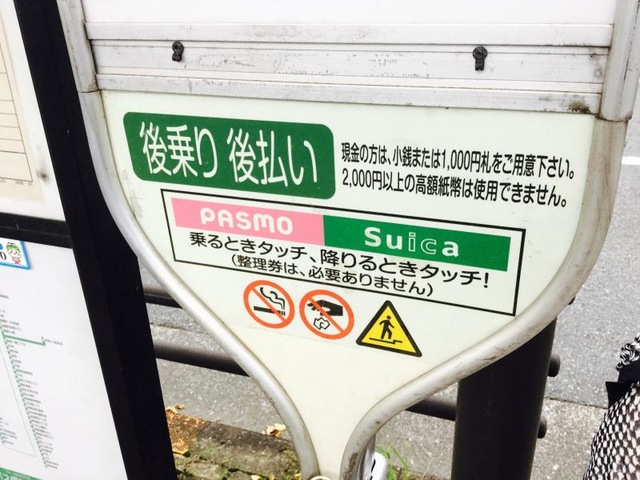 後乗り 後払い
現金の方は、小銭または1,000円札をご用意下さい。
2,000円以上の高額紙幣は使用できません。
PASMO Suica
乗るときタッチ、降りるときタッチ!
(整理券は、必要ありません)